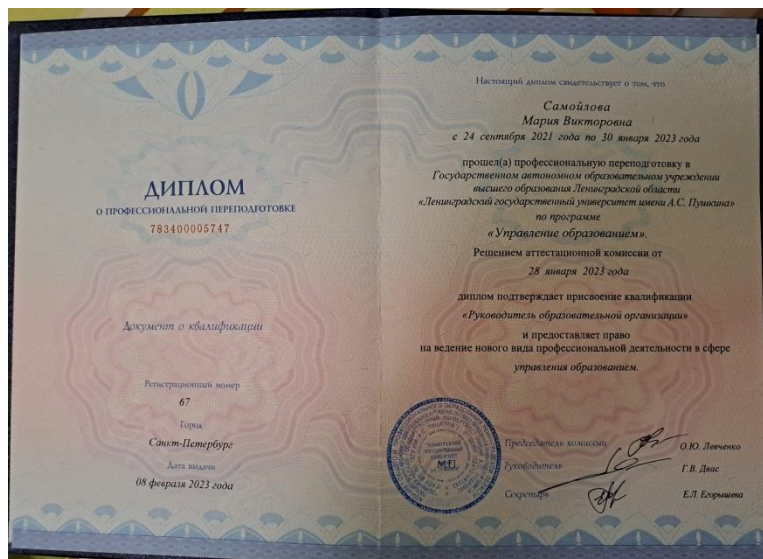 ДИПЛОМ
О ПРОФЕССИОНАЛЬНОЙ ПЕРЕПОДГОТОВКЕ
783400005747
Документ о квалификации
Регистрационный номер
67
Город
Санкт-Петербург
Дата выдачи
08 февраля 2023 года
Настоящий диплом свидетельствует о том, что
Самойлова
Мария Викторовна
с 24 сентября 2021 года по 30 января 2023 года
прошел(а) профессиональную переподготовку в
Государственном автономном образовательном учреждении
высшего образования Ленинградской области
«Ленинградский государственный университет имени А.С. Пушкина»
по программе
«Управление образованием».
Решением аттестационной комиссии от
28 января 2023 года
диплом подтверждает присвоение квалификации
«Руководитель образовательной организации»
и предоставляет право
на ведение нового вида профессиональной деятельности в сфере
управления образованием.
Председатель комиссии О.Ю. Левченко
М.П. Руководитель Г.В. Двас
Секретарь Е.Л. Егорышева